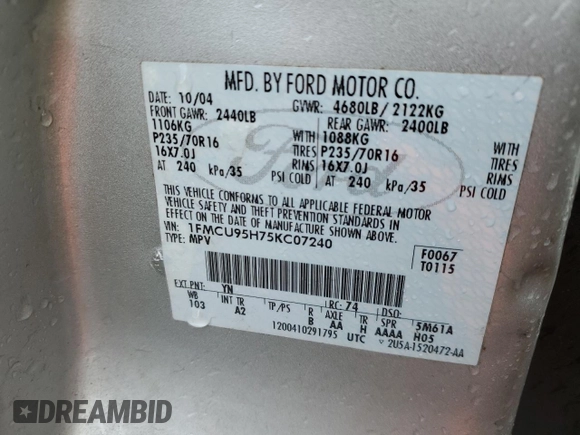 MFD. BY FORD MOTOR CO.
DATE: 10/04 GVWR: 4680LB/ 2122KG
FRONT GAWR: 2440LB REAR GAWR: 2400LB
1106KG WITH 1088KG WITH
P235/70R16 TIRES P235/70R16 TIRES
16X7.0J RIMS 16X7.0J RIMS
AT 240 kPa/35 PSI COLD AT 240 kPa/35 PSI COLD
THIS VEHICLE CONFORMS TO ALL APPLICABLE FEDERAL MOTOR
VEHICLE SAFETY AND THEFT PREVENTION STANDARDS IN
EFFECT ON THE DATE OF MANUFACTURE SHOWN ABOVE.
VIN: 1FMCU95H75KC07240
TYPE: MPV
F0067
T0115
Ford
EXT PNT: YN RC: 74 DSO:
WB INT TR TP/PS R AXLE TR SPR 5M61A
103 A2 B AA H AAAA H05
1200410291795 UTC 2U5A-1520472-AA
DREAMBID